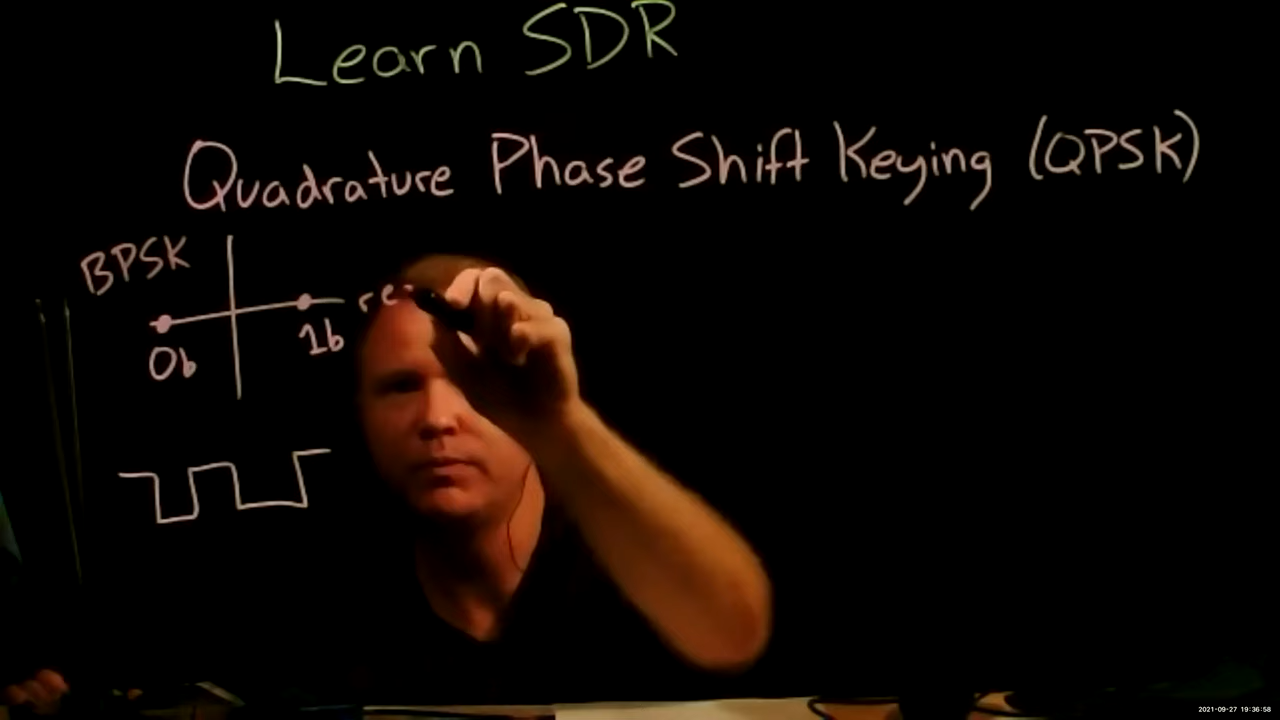 Learn SDR
Quadrature Phase Shift Keying (QPSK)
BPSK
0b
1b
2021-09-27 19:36:58